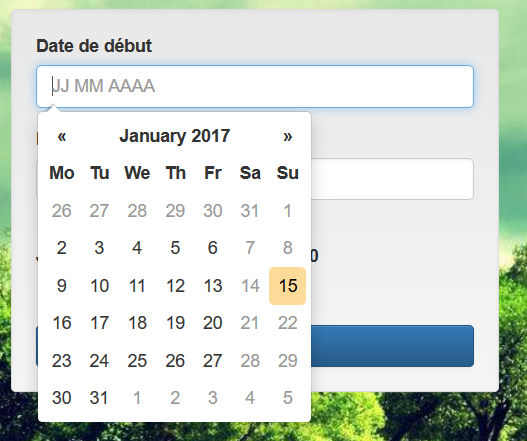 Date de début
JJ MM AAAA
« January 2017 »
Mo Tu We Th Fr Sa Su
26 27 28 29 30 31 1
2 3 4 5 6 7 8
9 10 11 12 13 14 15
16 17 18 19 20 21 22
23 24 25 26 27 28 29
30 31 1 2 3 4 5